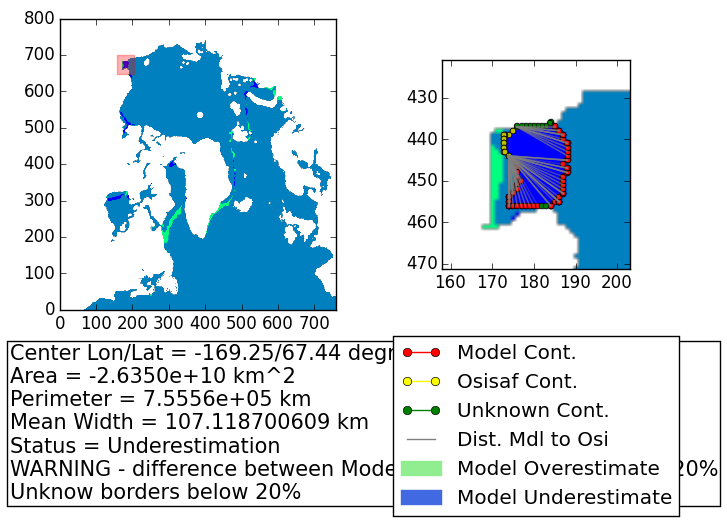 800
700
600
500
400
300
200
100
0
0 100 200 300 400 500 600 700
430
440
450
460
470
160 170 180 190 200
Center Lon/Lat = -169.25/67.44
Area = -2.6350e+10 km^2
Perimeter = 7.5556e+05 km
Mean Width = 107.118700609 km
Status = Underestimation
WARNING - difference between 20%
Unknow borders below 20%
Model Cont.
Osisaf Cont.
Unknown Cont.
Dist. Mdl to Osi
Model Overestimate
Model Underestimate